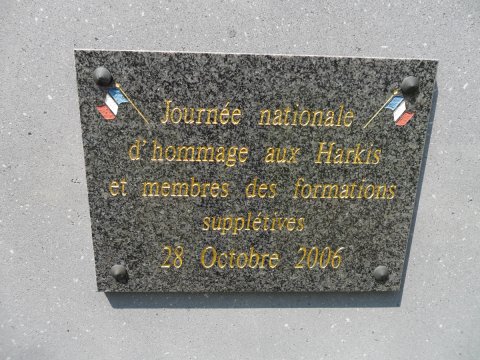 Journée nationale
d'hommage aux Harkis
et membres des formations
supplétives
28 Octobre 2006